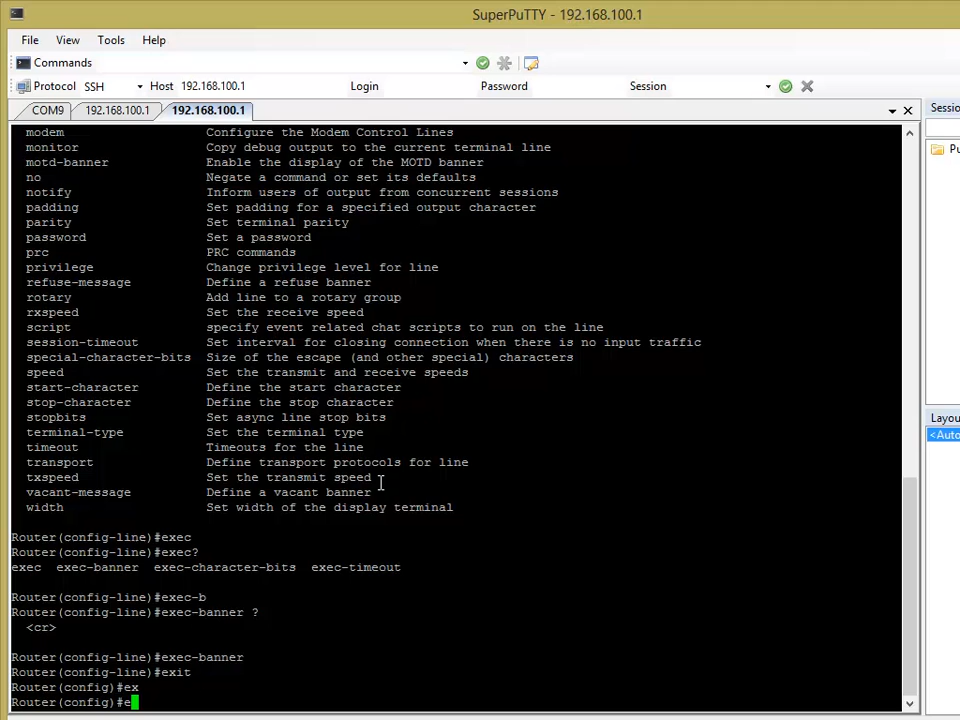 SuperPuTTY - 192.168.100.1
File View Tools Help
Commands
Protocol SSH Host 192.168.100.1 Login Password Session
COM9 192.168.100.1 192.168.100.1
modem Configure the Modem Control Lines
monitor Copy debug output to the current terminal line
motd-banner Enable the display of the MOTD banner
no Negate a command or set its defaults
notify Inform users of output from concurrent sessions
padding Set padding for a specified output character
parity Set terminal parity
password Set a password
prc PRC commands
privilege Change privilege level for line
refuse-message Define a refuse banner
rotary Add line to a rotary group
rxspeed Set the receive speed
script specify event related chat scripts to run on the line
session-timeout Set interval for closing connection when there is no input traffic
special-character-bits Size of the escape (and other special) characters
speed Set the transmit and receive speeds
start-character Define the start character
stop-character Define the stop character
stopbits Set async line stop bits
terminal-type Set the terminal type
timeout Timeouts for the line
transport Define transport protocols for line
txspeed Set the transmit speed
vacant-message Define a vacant banner
width Set width of the display terminal
Router(config-line)#exec
Router(config-line)#exec?
exec exec-banner exec-character-bits exec-timeout
Router(config-line)#exec-b
Router(config-line)#exec-banner ?
<cr>
Router(config-line)#exec-banner
Router(config-line)#exit
Router(config)#ex
Router(config)#e
Sessio
Pu
Layou
<Auto